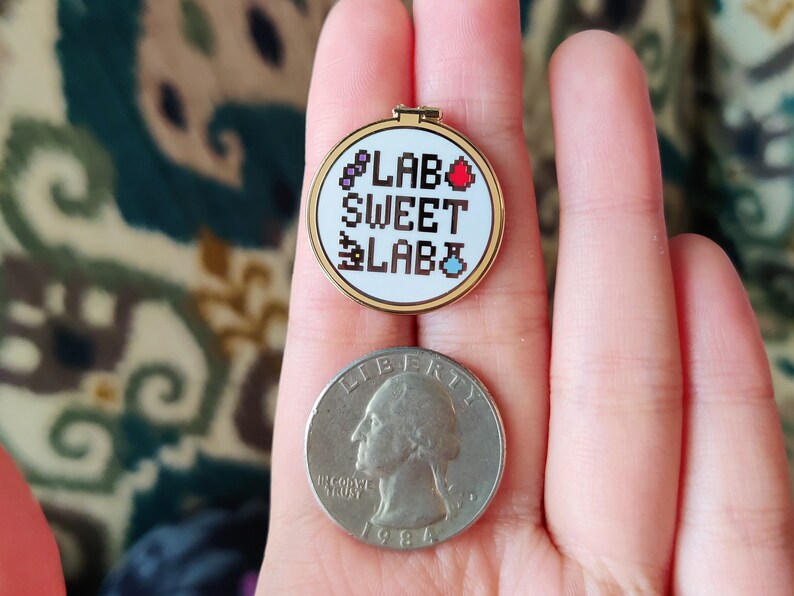 LAB
SWEET
LAB
LIBERTY
IN GOD WE
TRUST
D
1984